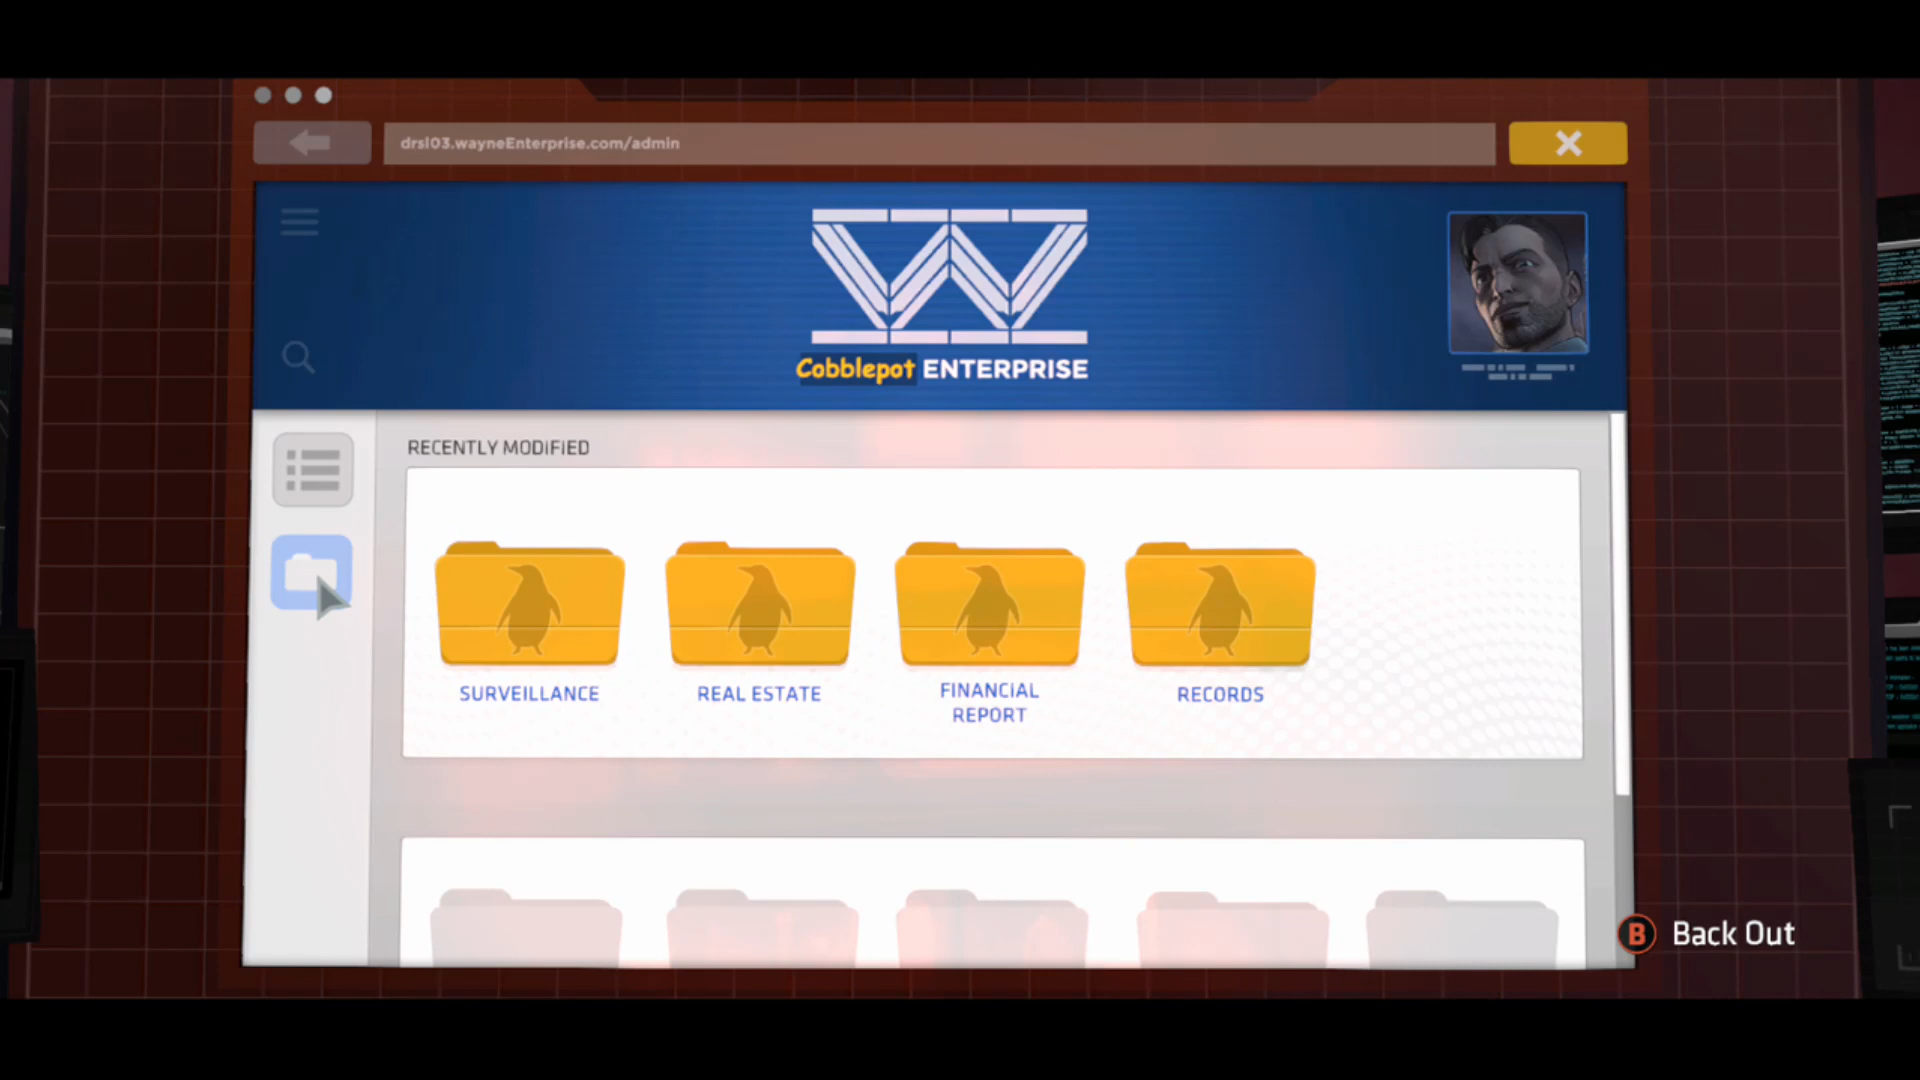 drsl03.wayneEnterprise.com/admin
W
Cobblepot ENTERPRISE
RECENTLY MODIFIED
SURVEILLANCE
REAL ESTATE
FINANCIAL
REPORT
RECORDS
B Back Out